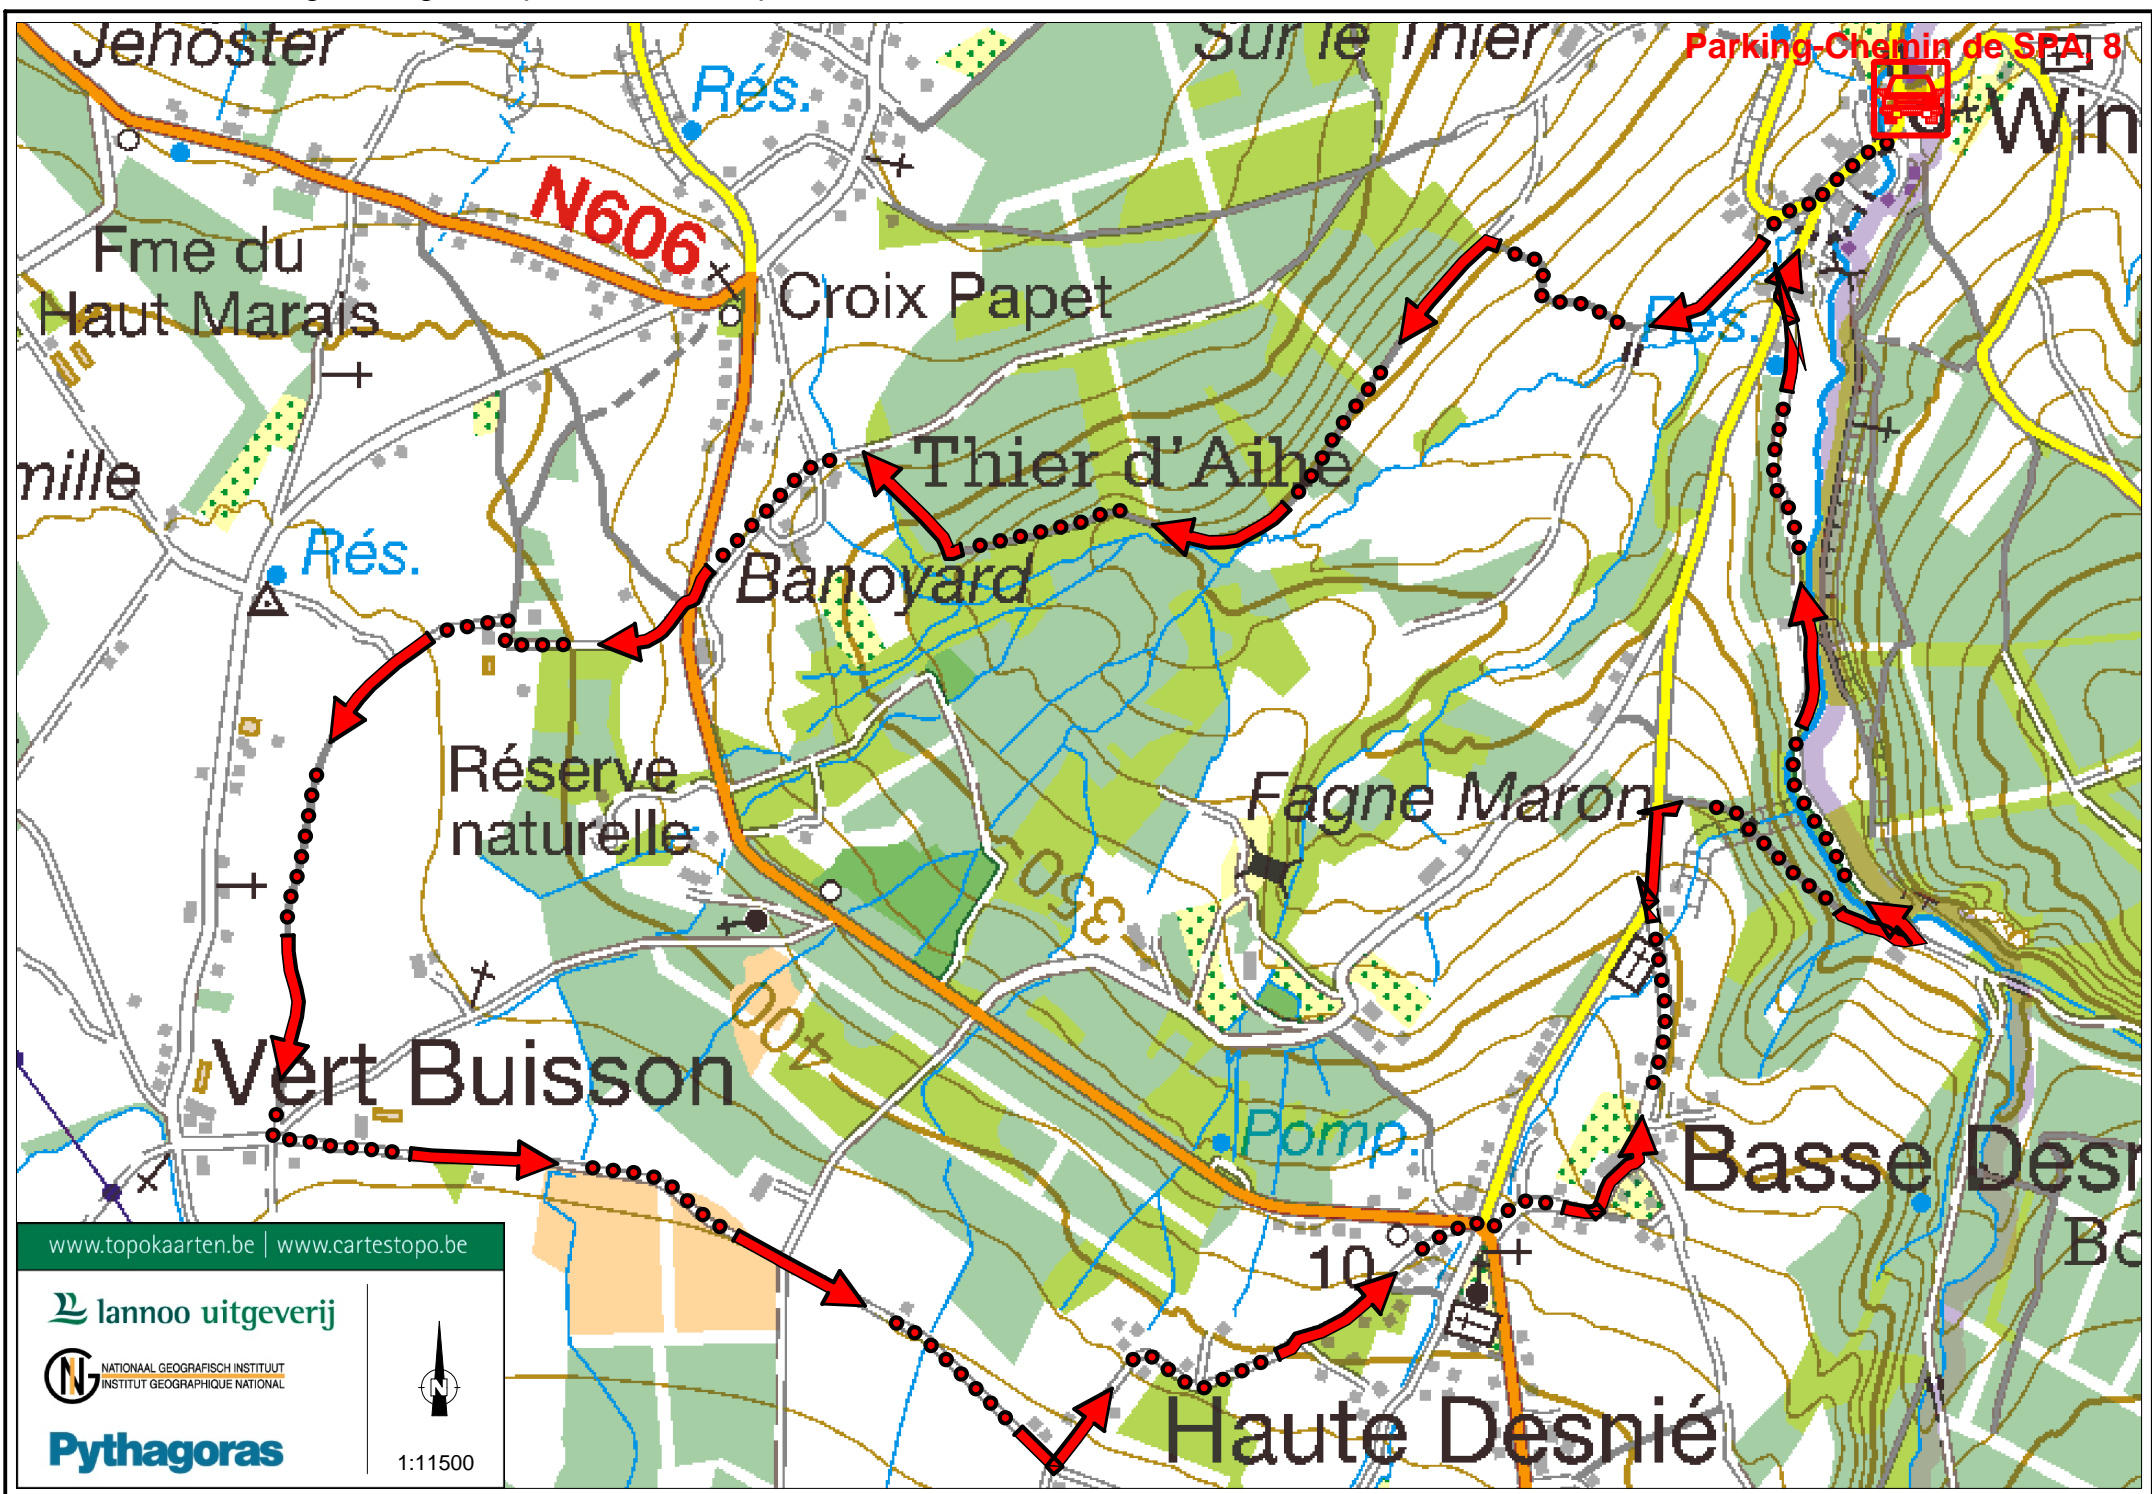 Jehoster
Sur le Thier
Parking-Chemin de SPA, 8
Rés.
Win
N606
Fme du
Haut Marais
Croix Papet
Rés.
Thier d'Aihe
mille
Rés.
Banoyard
Réserve
naturelle
Fagne Maron
350
400
Vert Buisson
Pomp.
Basse Desn
Bo
10
Haute Desnié
www.topokaarten.be | www.cartestopo.be
lannoo uitgeverij
NATIONAAL GEOGRAFISCH INSTITUUT
INSTITUT GEOGRAPHIQUE NATIONAL
N
Pythagoras
1:11500